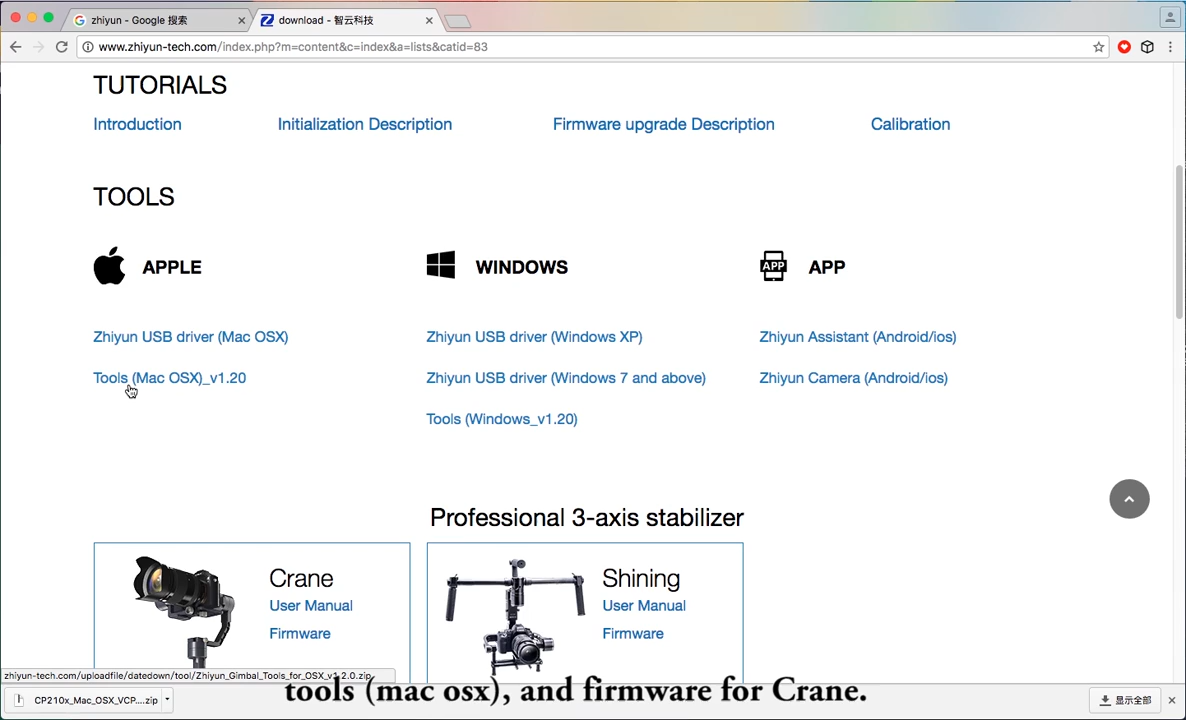 zhiyun - Google 搜索
download - 智云科技
www.zhiyun-tech.com/index.php?m=content&c=index&a=lists&catid=83
TUTORIALS
Introduction Initialization Description Firmware upgrade Description Calibration
TOOLS
APPLE WINDOWS APP APP
Zhiyun USB driver (Mac OSX) Zhiyun USB driver (Windows XP) Zhiyun Assistant (Android/ios)
Tools (Mac OSX)_v1.20 Zhiyun USB driver (Windows 7 and above) Zhiyun Camera (Android/ios)
Tools (Windows_v1.20)
Professional 3-axis stabilizer
Crane Shining
User Manual User Manual
Firmware Firmware
zhiyun-tech.com/uploadfile/datedown/tool/Zhiyun_Gimbal_Tools_for_OSX_v1.2.0.zip
tools (mac osx), and firmware for Crane.
CP210x_Mac_OSX_VCP....zip 显示全部